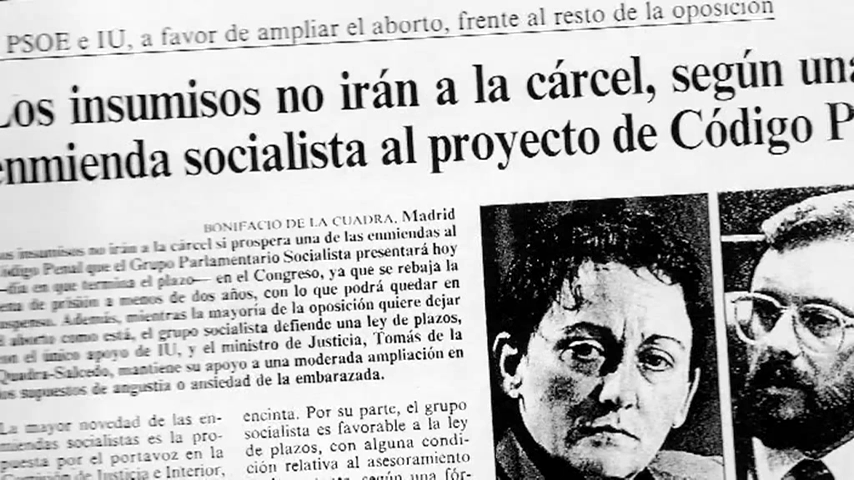 PSOE e IU, a favor de ampliar el aborto, frente al resto de la oposición
Los insumisos no irán a la cárcel, según una
enmienda socialista al proyecto de Código P
BONIFACIO DE LA CUADRA, Madrid
Los insumisos no irán a la cárcel si prospera una de las enmiendas al
Código Penal que el Grupo Parlamentario Socialista presentará hoy
—día en que termina el plazo— en el Congreso, ya que se rebaja la
pena de prisión a menos de dos años, con lo que podrá quedar en
suspenso. Además, mientras la mayoría de la oposición quiere dejar
el aborto como está, el grupo socialista defiende una ley de plazos,
con el único apoyo de IU, y el ministro de Justicia, Tomás de la
Quadra-Salcedo, mantiene su apoyo a una moderada ampliación en
los supuestos de angustia o ansiedad de la embarazada.
La mayor novedad de las en-
miendas socialistas es la pro-
puesta por el portavoz en la
Comisión de Justicia e Interior,
encinta. Por su parte, el grupo
socialista es favorable a la ley
de plazos, con alguna condi-
ción relativa al asesoramiento
según una fór-